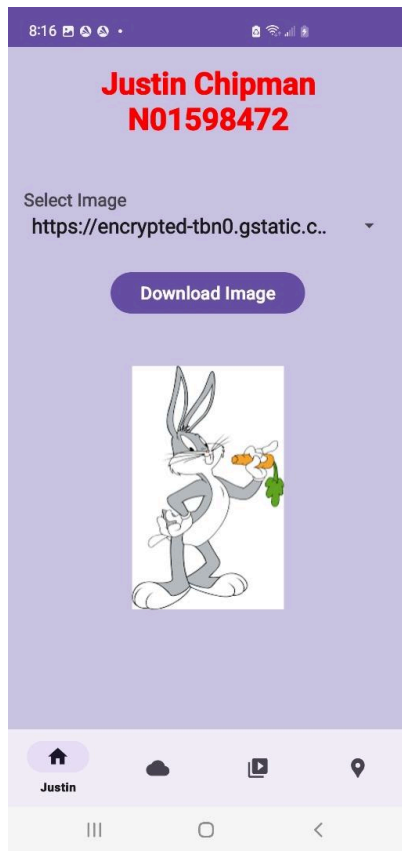 8:16
Justin Chipman
N01598472
Select Image
https://encrypted-tbn0.gstatic.c..
Download Image
Justin